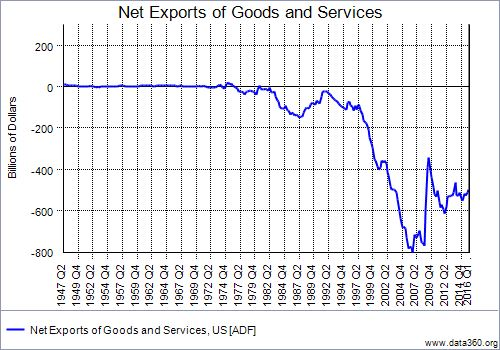 Net Exports of Goods and Services
Billions of Dollars
200
0
-200
-400
-600
-800
1947 Q2
1949 Q4
1952 Q2
1954 Q4
1957 Q2
1959 Q4
1962 Q2
1964 Q4
1967 Q2
1969 Q4
1972 Q2
1974 Q4
1977 Q2
1979 Q4
1982 Q2
1984 Q4
1987 Q2
1989 Q4
1992 Q2
1994 Q4
1997 Q2
1999 Q4
2002 Q2
2004 Q4
2007 Q2
2009 Q4
2012 Q2
2014 Q4
2016 Q1
Net Exports of Goods and Services, US [ADF]
www.data360.org